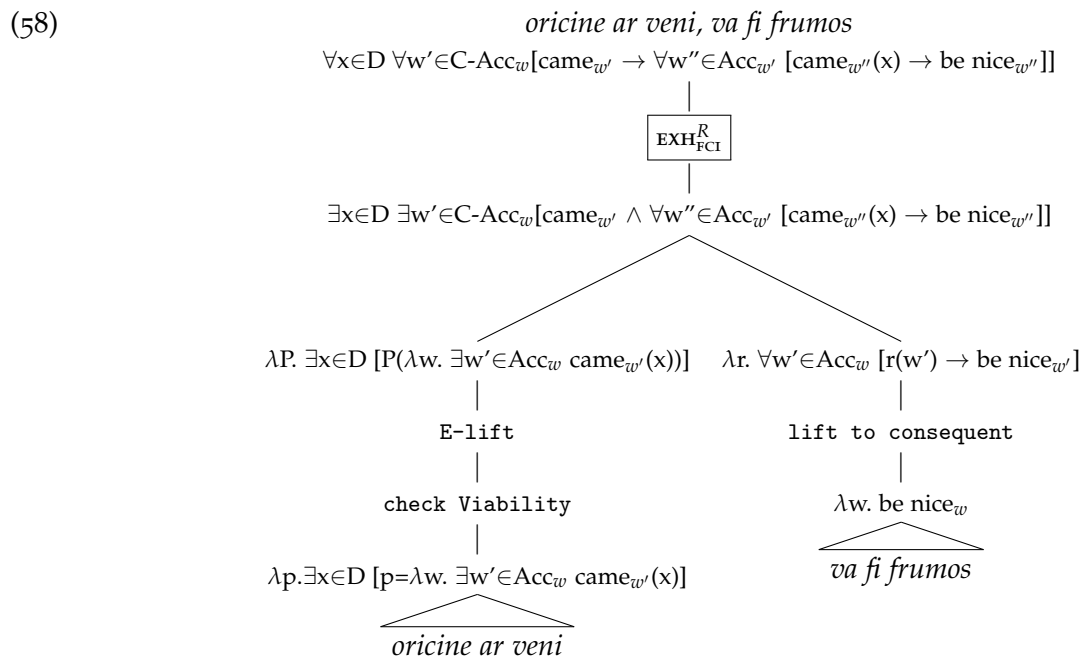 (58) oricine ar veni, va fi frumos
∀x∈D ∀w'∈C-Acc_w[came_w' → ∀w''∈Acc_w' [came_w''(x) → be nice_w'']]
EXH^R_FCI
∃x∈D ∃w'∈C-Acc_w[came_w' ∧ ∀w''∈Acc_w' [came_w''(x) → be nice_w'']]
λP. ∃x∈D [P(λw. ∃w'∈Acc_w came_w'(x))] λr. ∀w'∈Acc_w [r(w') → be nice_w']
E-lift lift to consequent
check Viability λw. be nice_w
va fi frumos
λp.∃x∈D [p=λw. ∃w'∈Acc_w came_w'(x)]
oricine ar veni